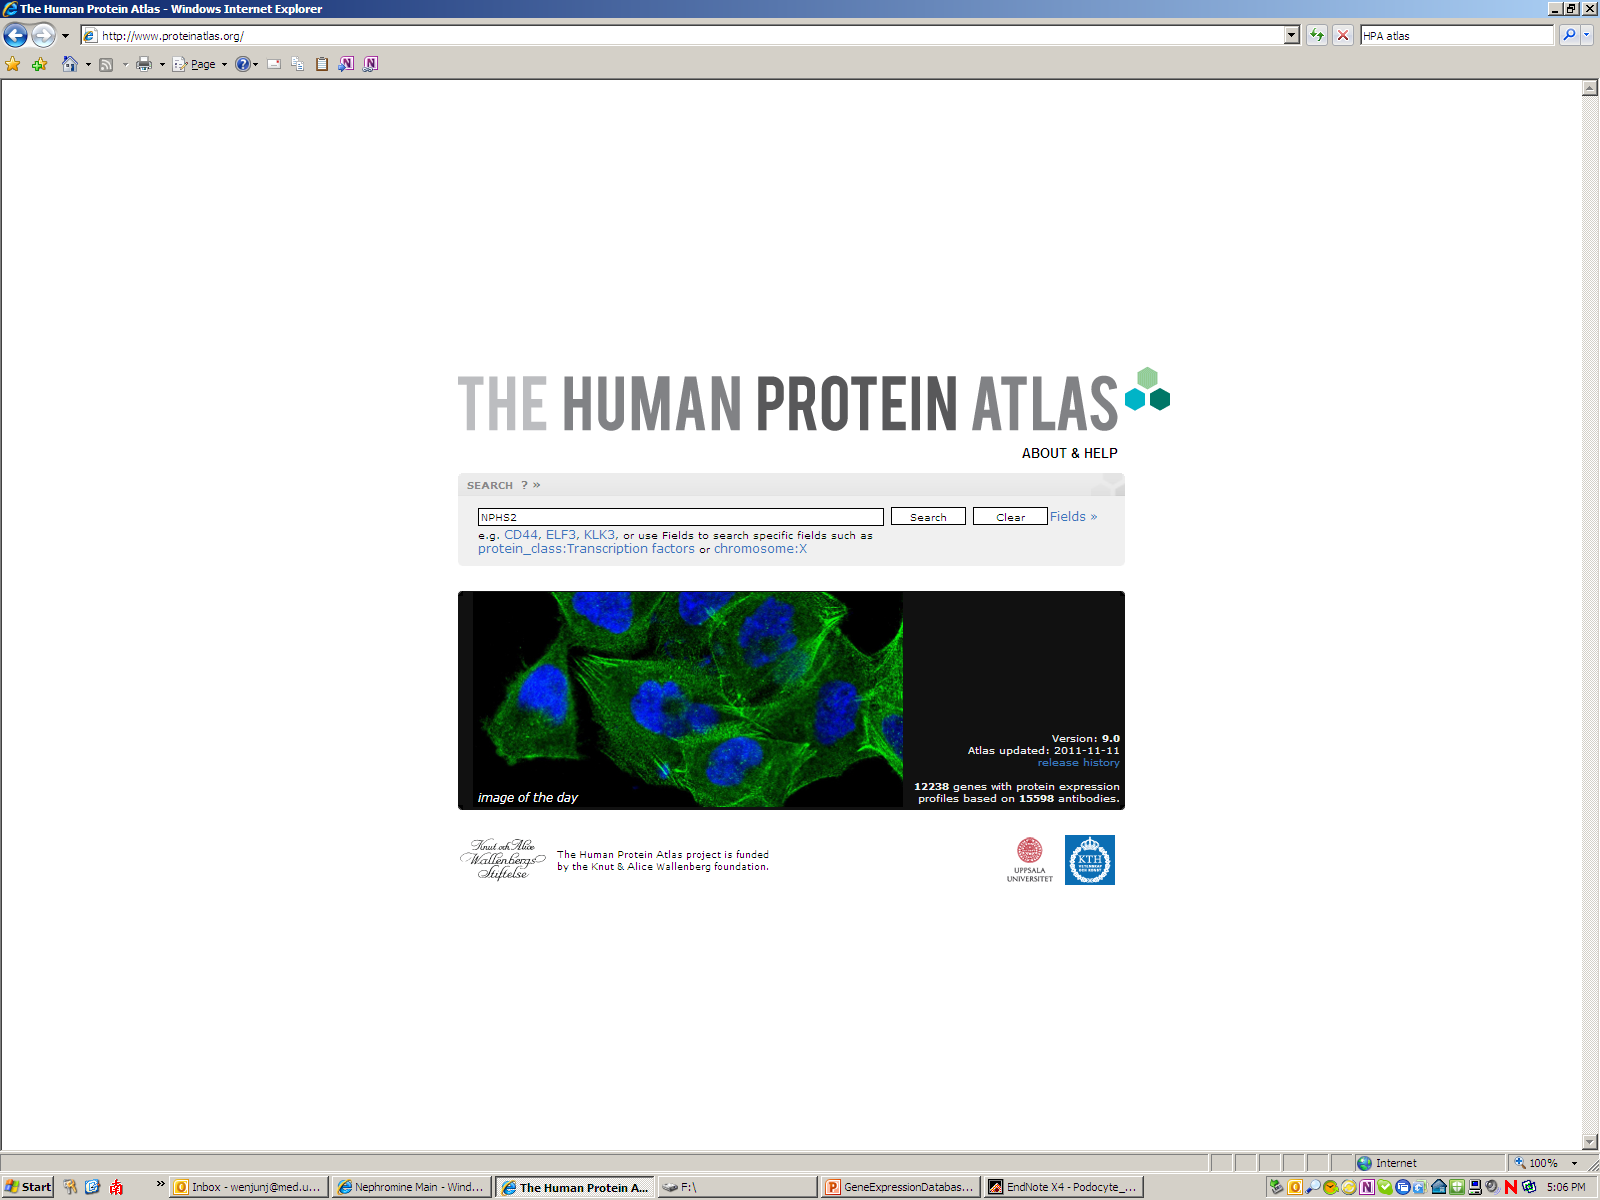 The Human Protein Atlas - Windows Internet Explorer
http://www.proteinatlas.org/
HPA atlas
Page
THE HUMAN PROTEIN ATLAS
ABOUT & HELP
SEARCH ? »
NPHS2
Search
Clear
Fields »
e.g. CD44, ELF3, KLK3, or use Fields to search specific fields such as
protein_class:Transcription factors or chromosome:X
Version: 9.0
Atlas updated: 2011-11-11
release history
12238 genes with protein expression
profiles based on 15598 antibodies.
image of the day
Knut och Alice
Wallenbergs
Stiftelse
The Human Protein Atlas project is funded
by the Knut & Alice Wallenberg foundation.
UPPSALA
UNIVERSITET
KTH
Internet
100%
Start
Inbox - wenjunj@med.u...
Nephromine Main - Wind...
The Human Protein A...
F:\
GeneExpressionDatabas...
EndNote X4 - Podocyte_...
5:06 PM